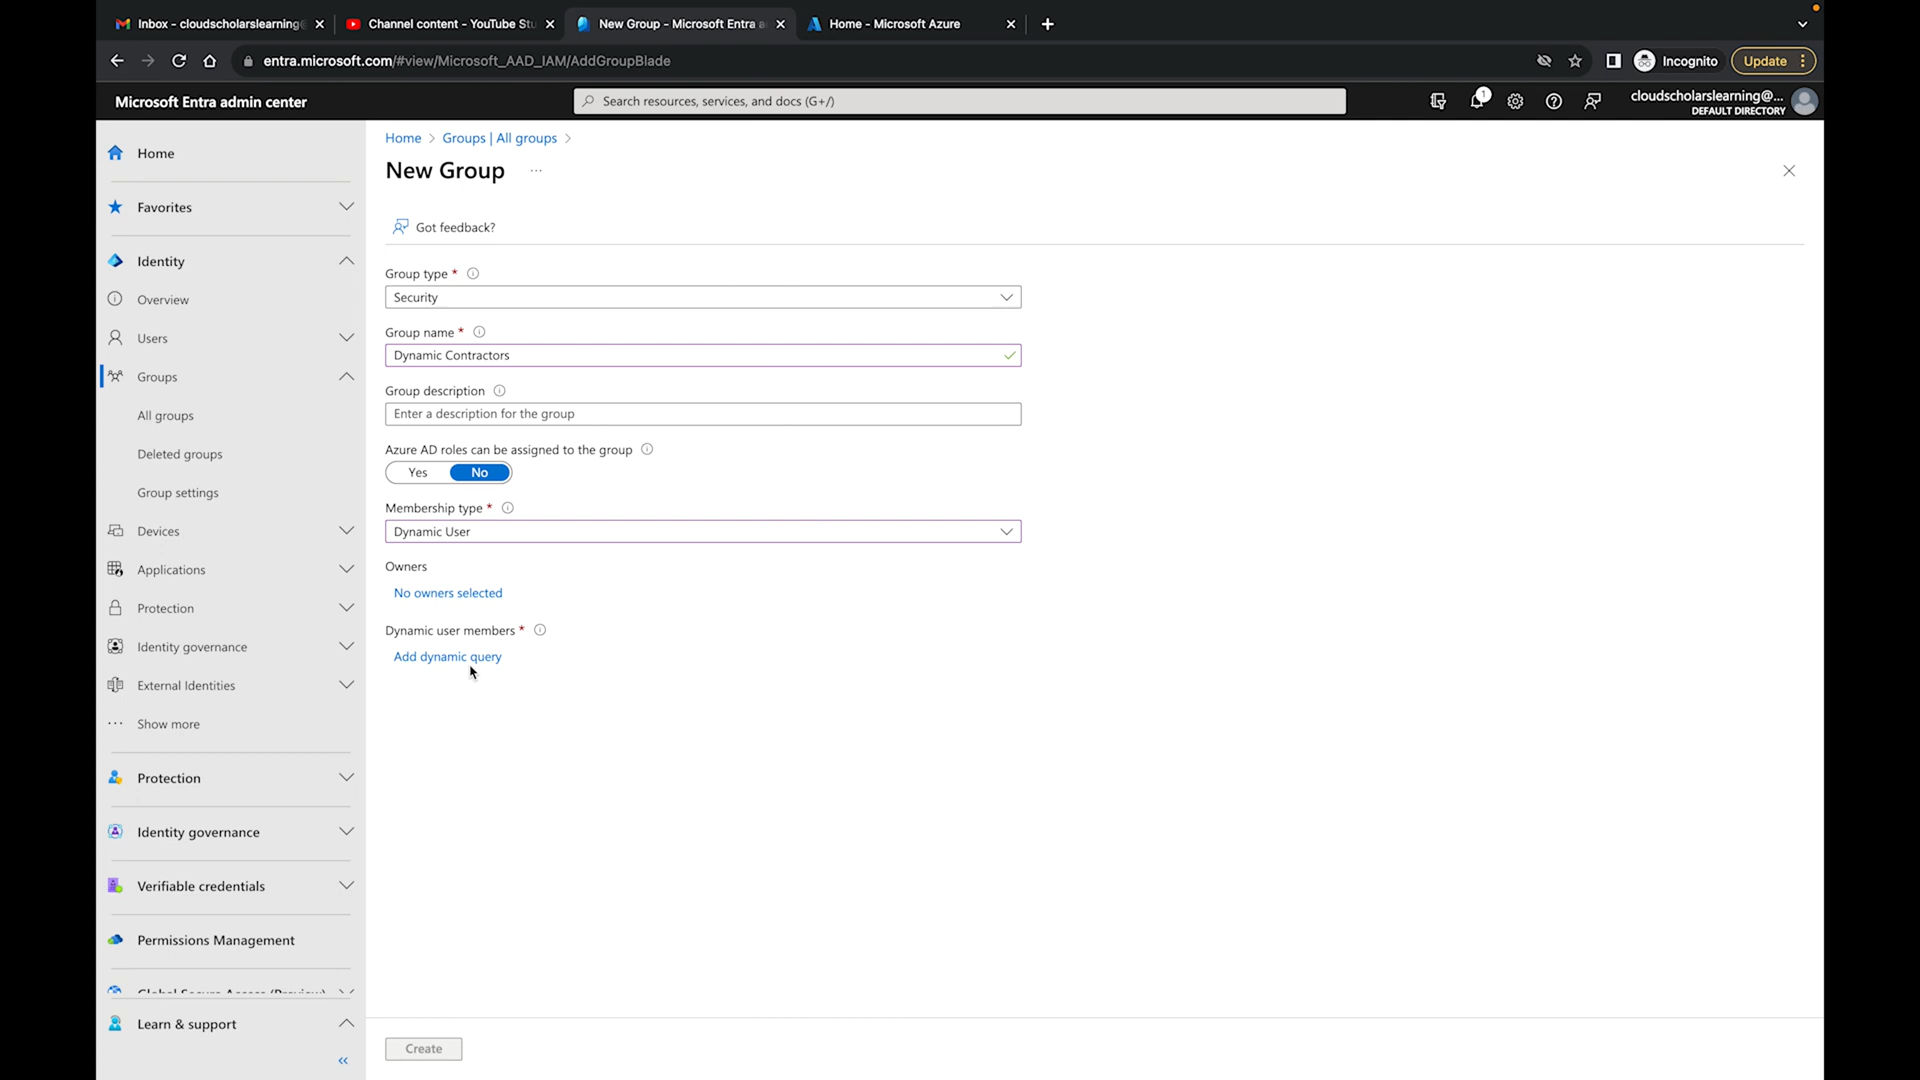 Inbox - cloudscholarslearning@
Channel content - YouTube Stu
New Group - Microsoft Entra a
Home - Microsoft Azure
entra.microsoft.com/#view/Microsoft_AAD_IAM/AddGroupBlade
Incognito
Update
Microsoft Entra admin center
Search resources, services, and docs (G+/)
1
cloudscholarslearning@...
DEFAULT DIRECTORY
Home
Favorites
Identity
Overview
Users
Groups
All groups
Deleted groups
Group settings
Devices
Applications
Protection
Identity governance
External Identities
Show more
Protection
Identity governance
Verifiable credentials
Permissions Management
Global Secure Access (Preview)
Learn & support
Home > Groups | All groups >
New Group ...
Got feedback?
Group type *
Security
Group name *
Dynamic Contractors
Group description
Enter a description for the group
Azure AD roles can be assigned to the group
Yes No
Membership type *
Dynamic User
Owners
No owners selected
Dynamic user members *
Add dynamic query
Create